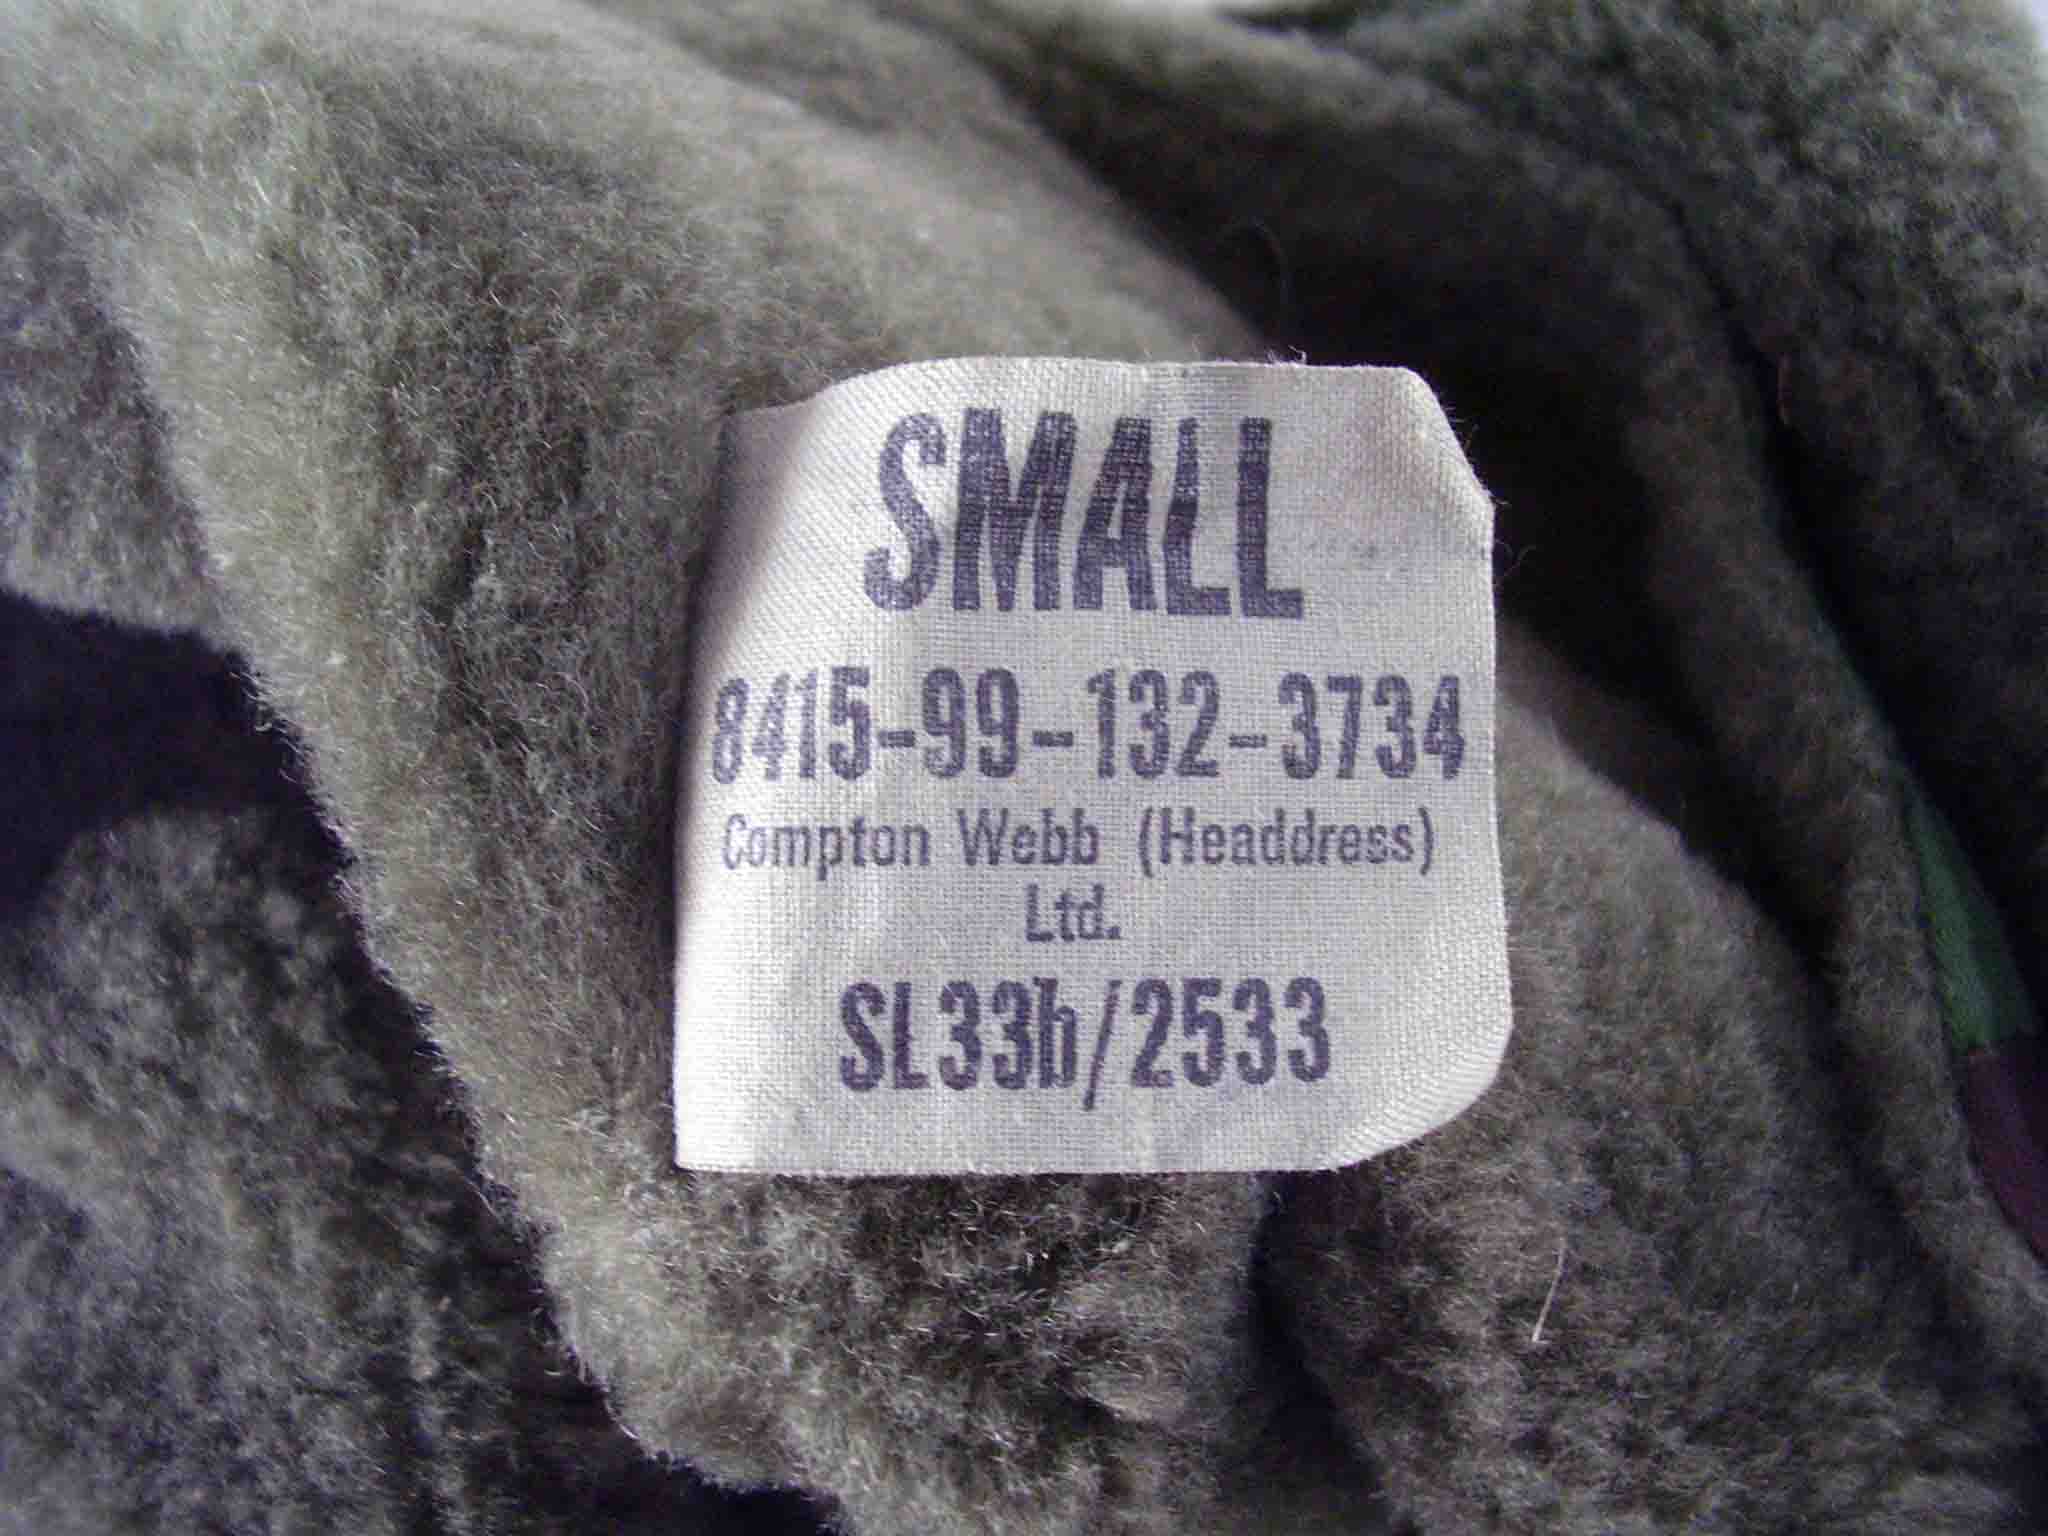 SMALL
8415-99-132-3734
Compton Webb (Headdress)
Ltd.
SL33b/2533